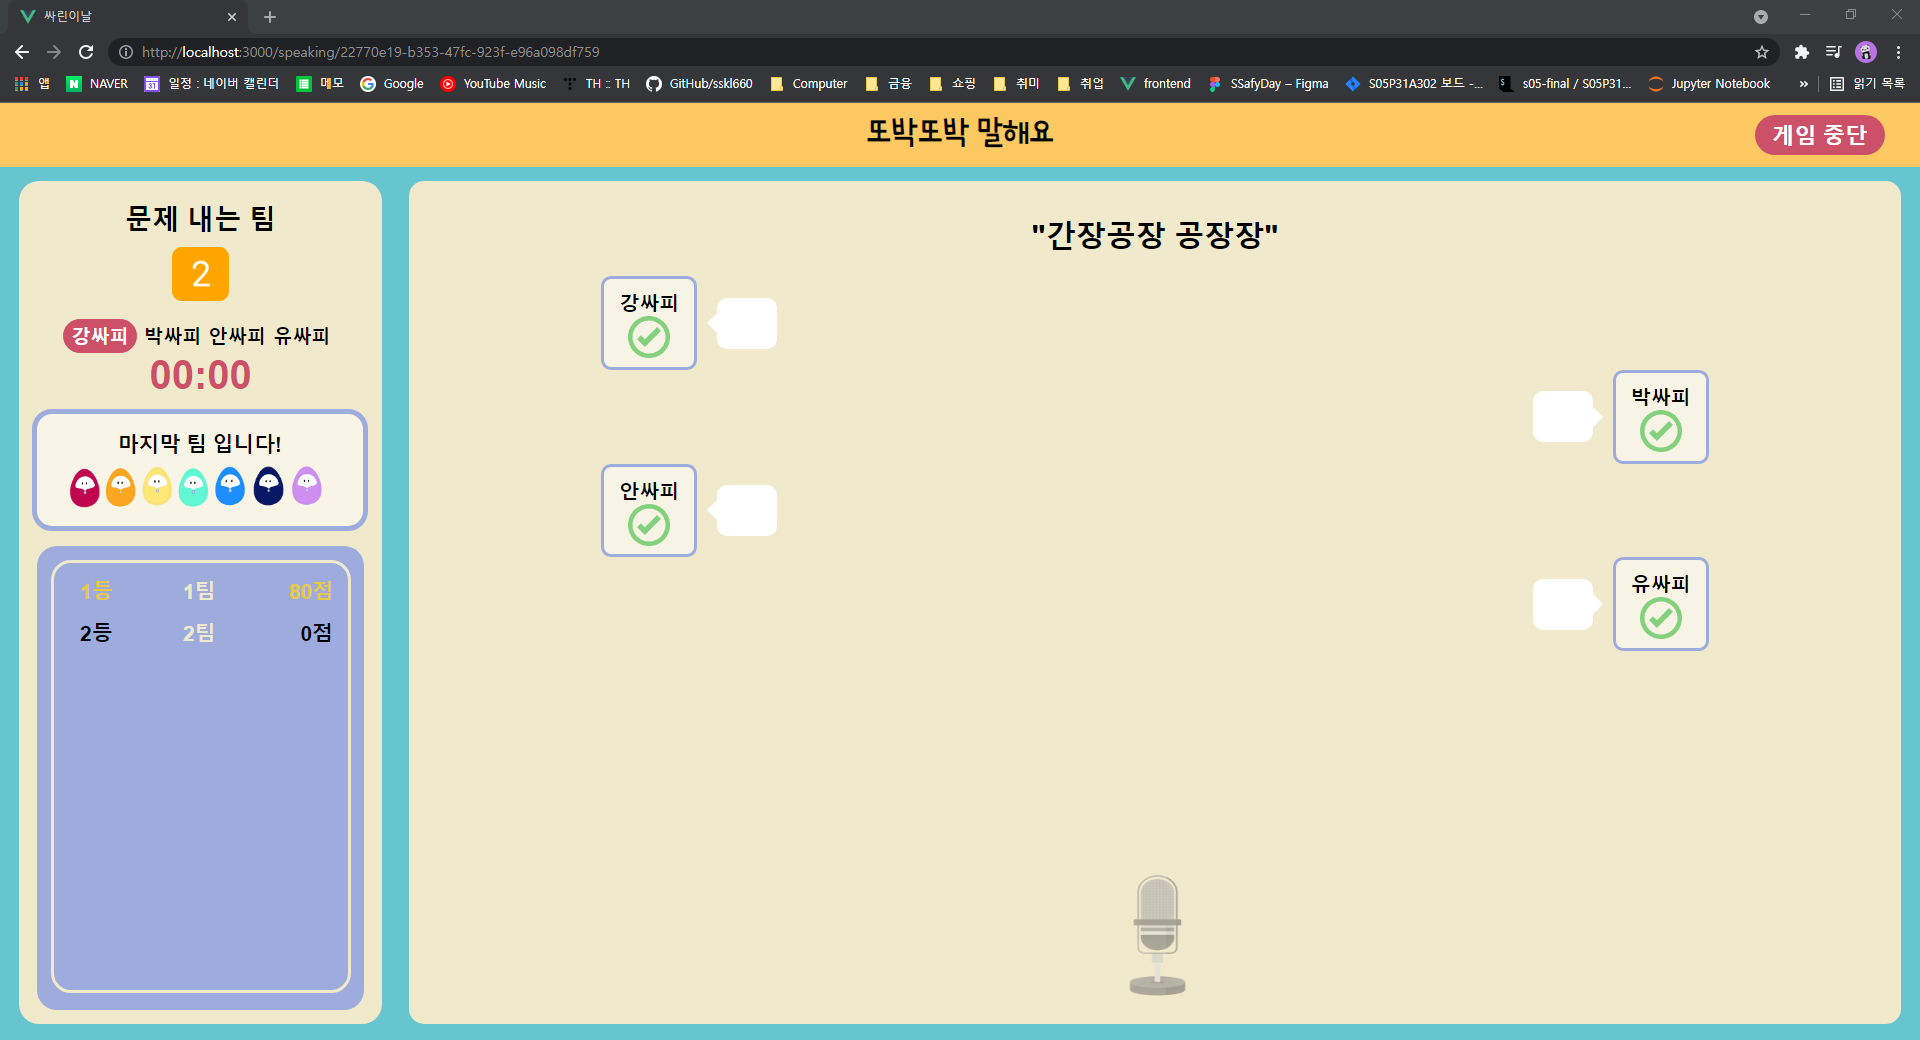 싸린이날
http://localhost:3000/speaking/22770e19-b353-47fc-923f-e96a098df759
앱 NAVER 일정 : 네이버 캘린더 메모 Google YouTube Music TH :: TH GitHub/sskl660 Computer 금융 쇼핑 취미 취업 frontend SSafyDay – Figma S05P31A302 보드 -... s05-final / S05P31... Jupyter Notebook » 읽기 목록
또박또박 말해요
게임 중단
문제 내는 팀
2
강싸피 박싸피 안싸피 유싸피
00:00
마지막 팀 입니다!
1등 1팀 80점
2등 2팀 0점
"간장공장 공장장"
강싸피
박싸피
안싸피
유싸피